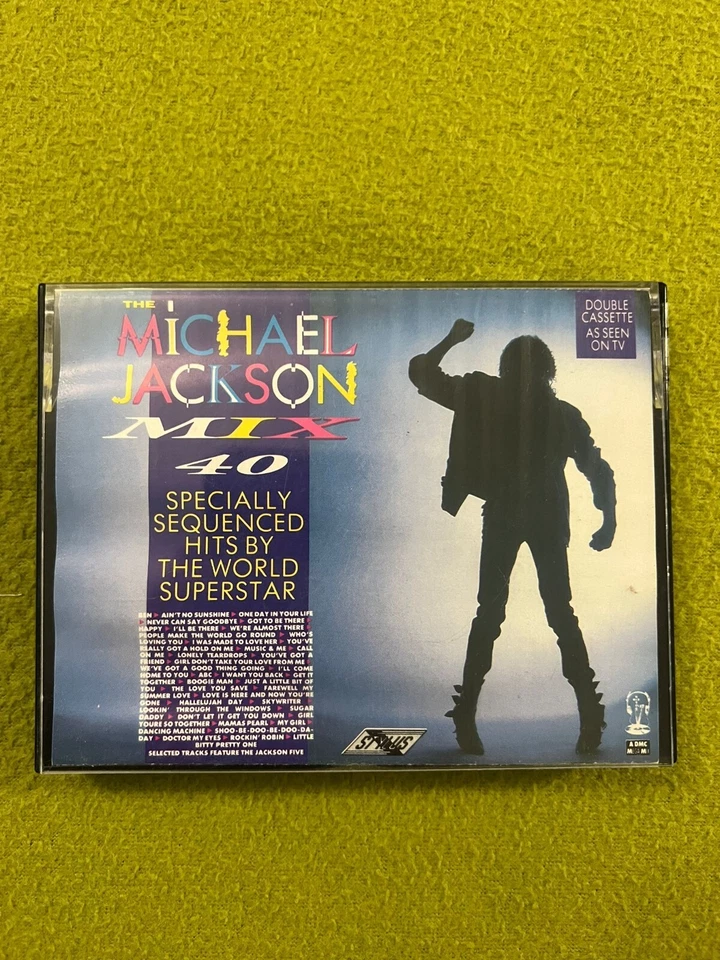 THE
MICHAEL
JACKSON
MIX
40
SPECIALLY
SEQUENCED
HITS BY
THE WORLD
SUPERSTAR
BEN ▶ AIN'T NO SUNSHINE ▶ ONE DAY IN YOUR LIFE
▶ NEVER CAN SAY GOODBYE ▶ GOT TO BE THERE ▶
HAPPY ▶ I'LL BE THERE ▶ WE'RE ALMOST THERE ▶
PEOPLE MAKE THE WORLD GO ROUND ▶ WHO'S
LOVING YOU ▶ I WAS MADE TO LOVE HER ▶ YOU'VE
REALLY GOT A HOLD ON ME ▶ MUSIC & ME ▶ CALL
ON ME ▶ LONELY TEARDROPS ▶ YOU'VE GOT A
FRIEND ▶ GIRL DON'T TAKE YOUR LOVE FROM ME ▶
WE'VE GOT A GOOD THING GOING ▶ I'LL COME
HOME TO YOU ▶ ABC ▶ I WANT YOU BACK ▶ GET IT
TOGETHER ▶ BOOGIE MAN ▶ JUST A LITTLE BIT OF
YOU ▶ THE LOVE YOU SAVE ▶ FAREWELL MY
SUMMER LOVE ▶ LOVE IS HERE AND NOW YOU'RE
GONE ▶ HALLELUJAH DAY ▶ SKYWRITER ▶
LOOKIN' THROUGH THE WINDOWS ▶ SUGAR
DADDY ▶ DON'T LET IT GET YOU DOWN ▶ GIRL
YOURE SO TOGETHER ▶ MAMAS PEARL ▶ MY GIRL ▶
DANCING MACHINE ▶ SHOO-BE-DOO-BE-DOO-DA-
DAY ▶ DOCTOR MY EYES ▶ ROCKIN' ROBIN ▶ LITTLE
BITTY PRETTY ONE
SELECTED TRACKS FEATURE THE JACKSON FIVE
DOUBLE
CASSETTE
AS SEEN
ON TV
STYLUS
A DMC